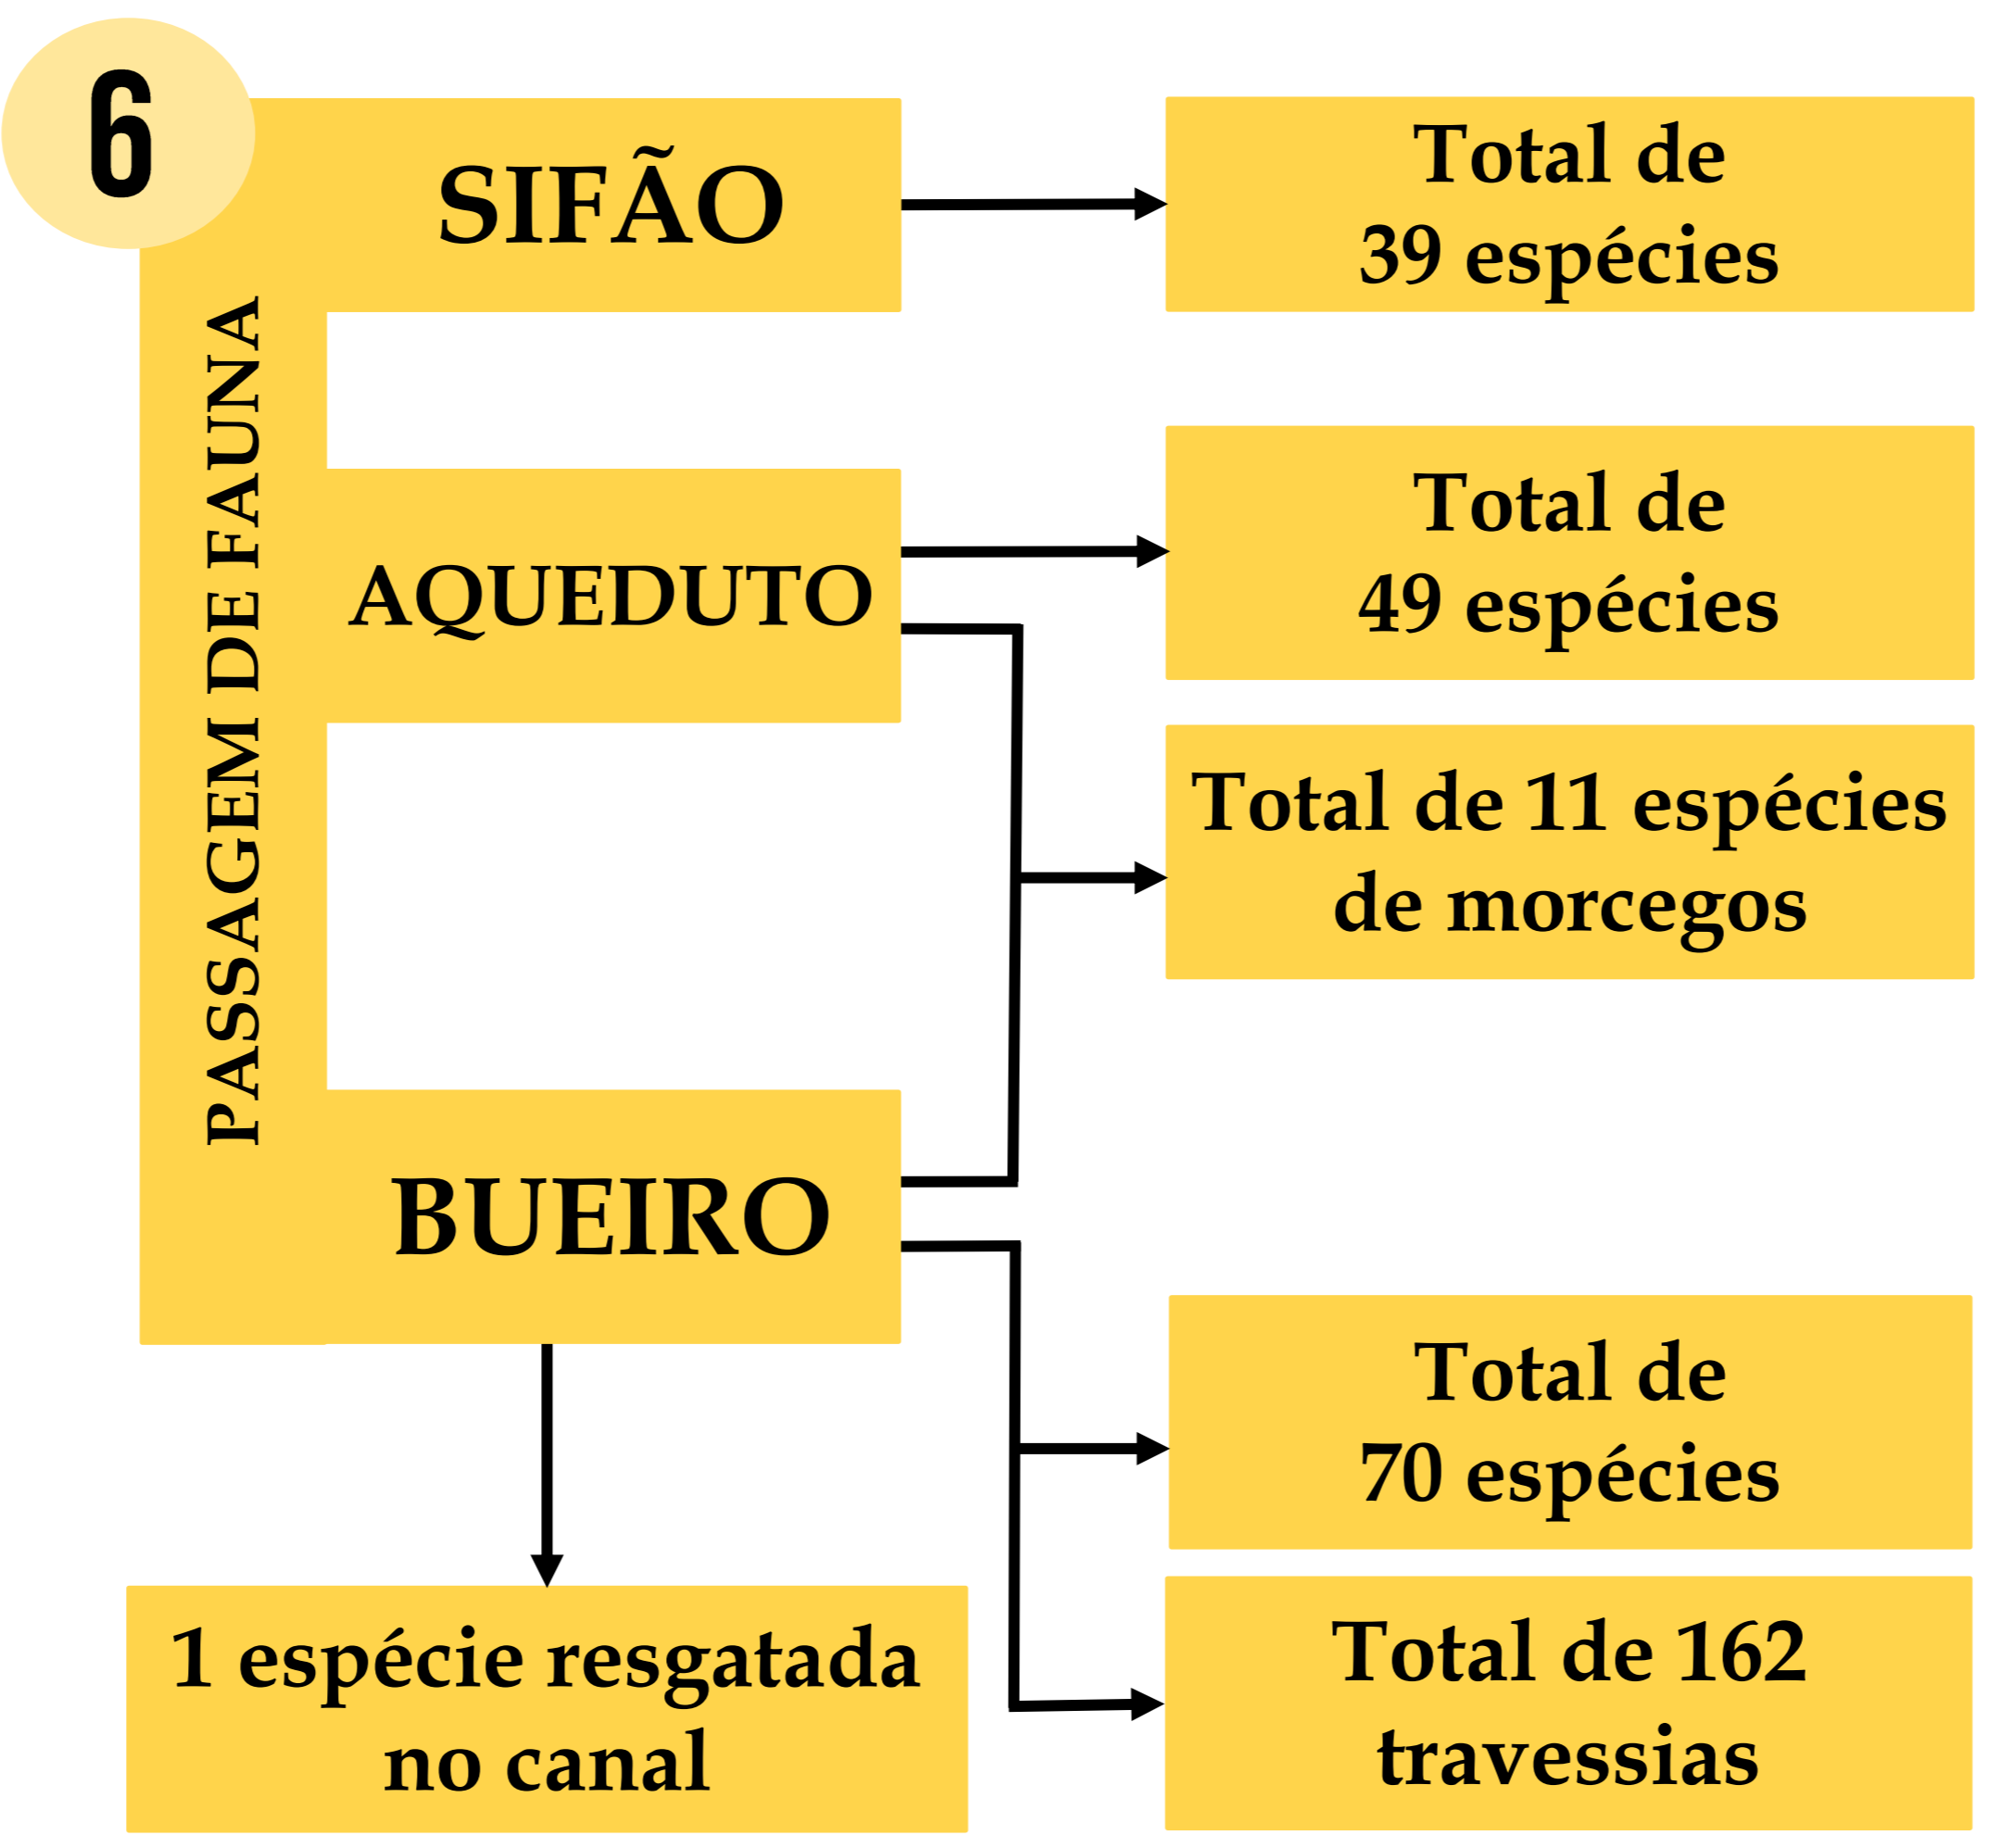 6
PASSAGEM DE FAUNA
SIFÃO
Total de
39 espécies
AQUEDUTO
Total de
49 espécies
Total de 11 espécies
de morcegos
BUEIRO
Total de
70 espécies
Total de 162
travessias
1 espécie resgatada
no canal